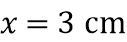 x = 3 cm